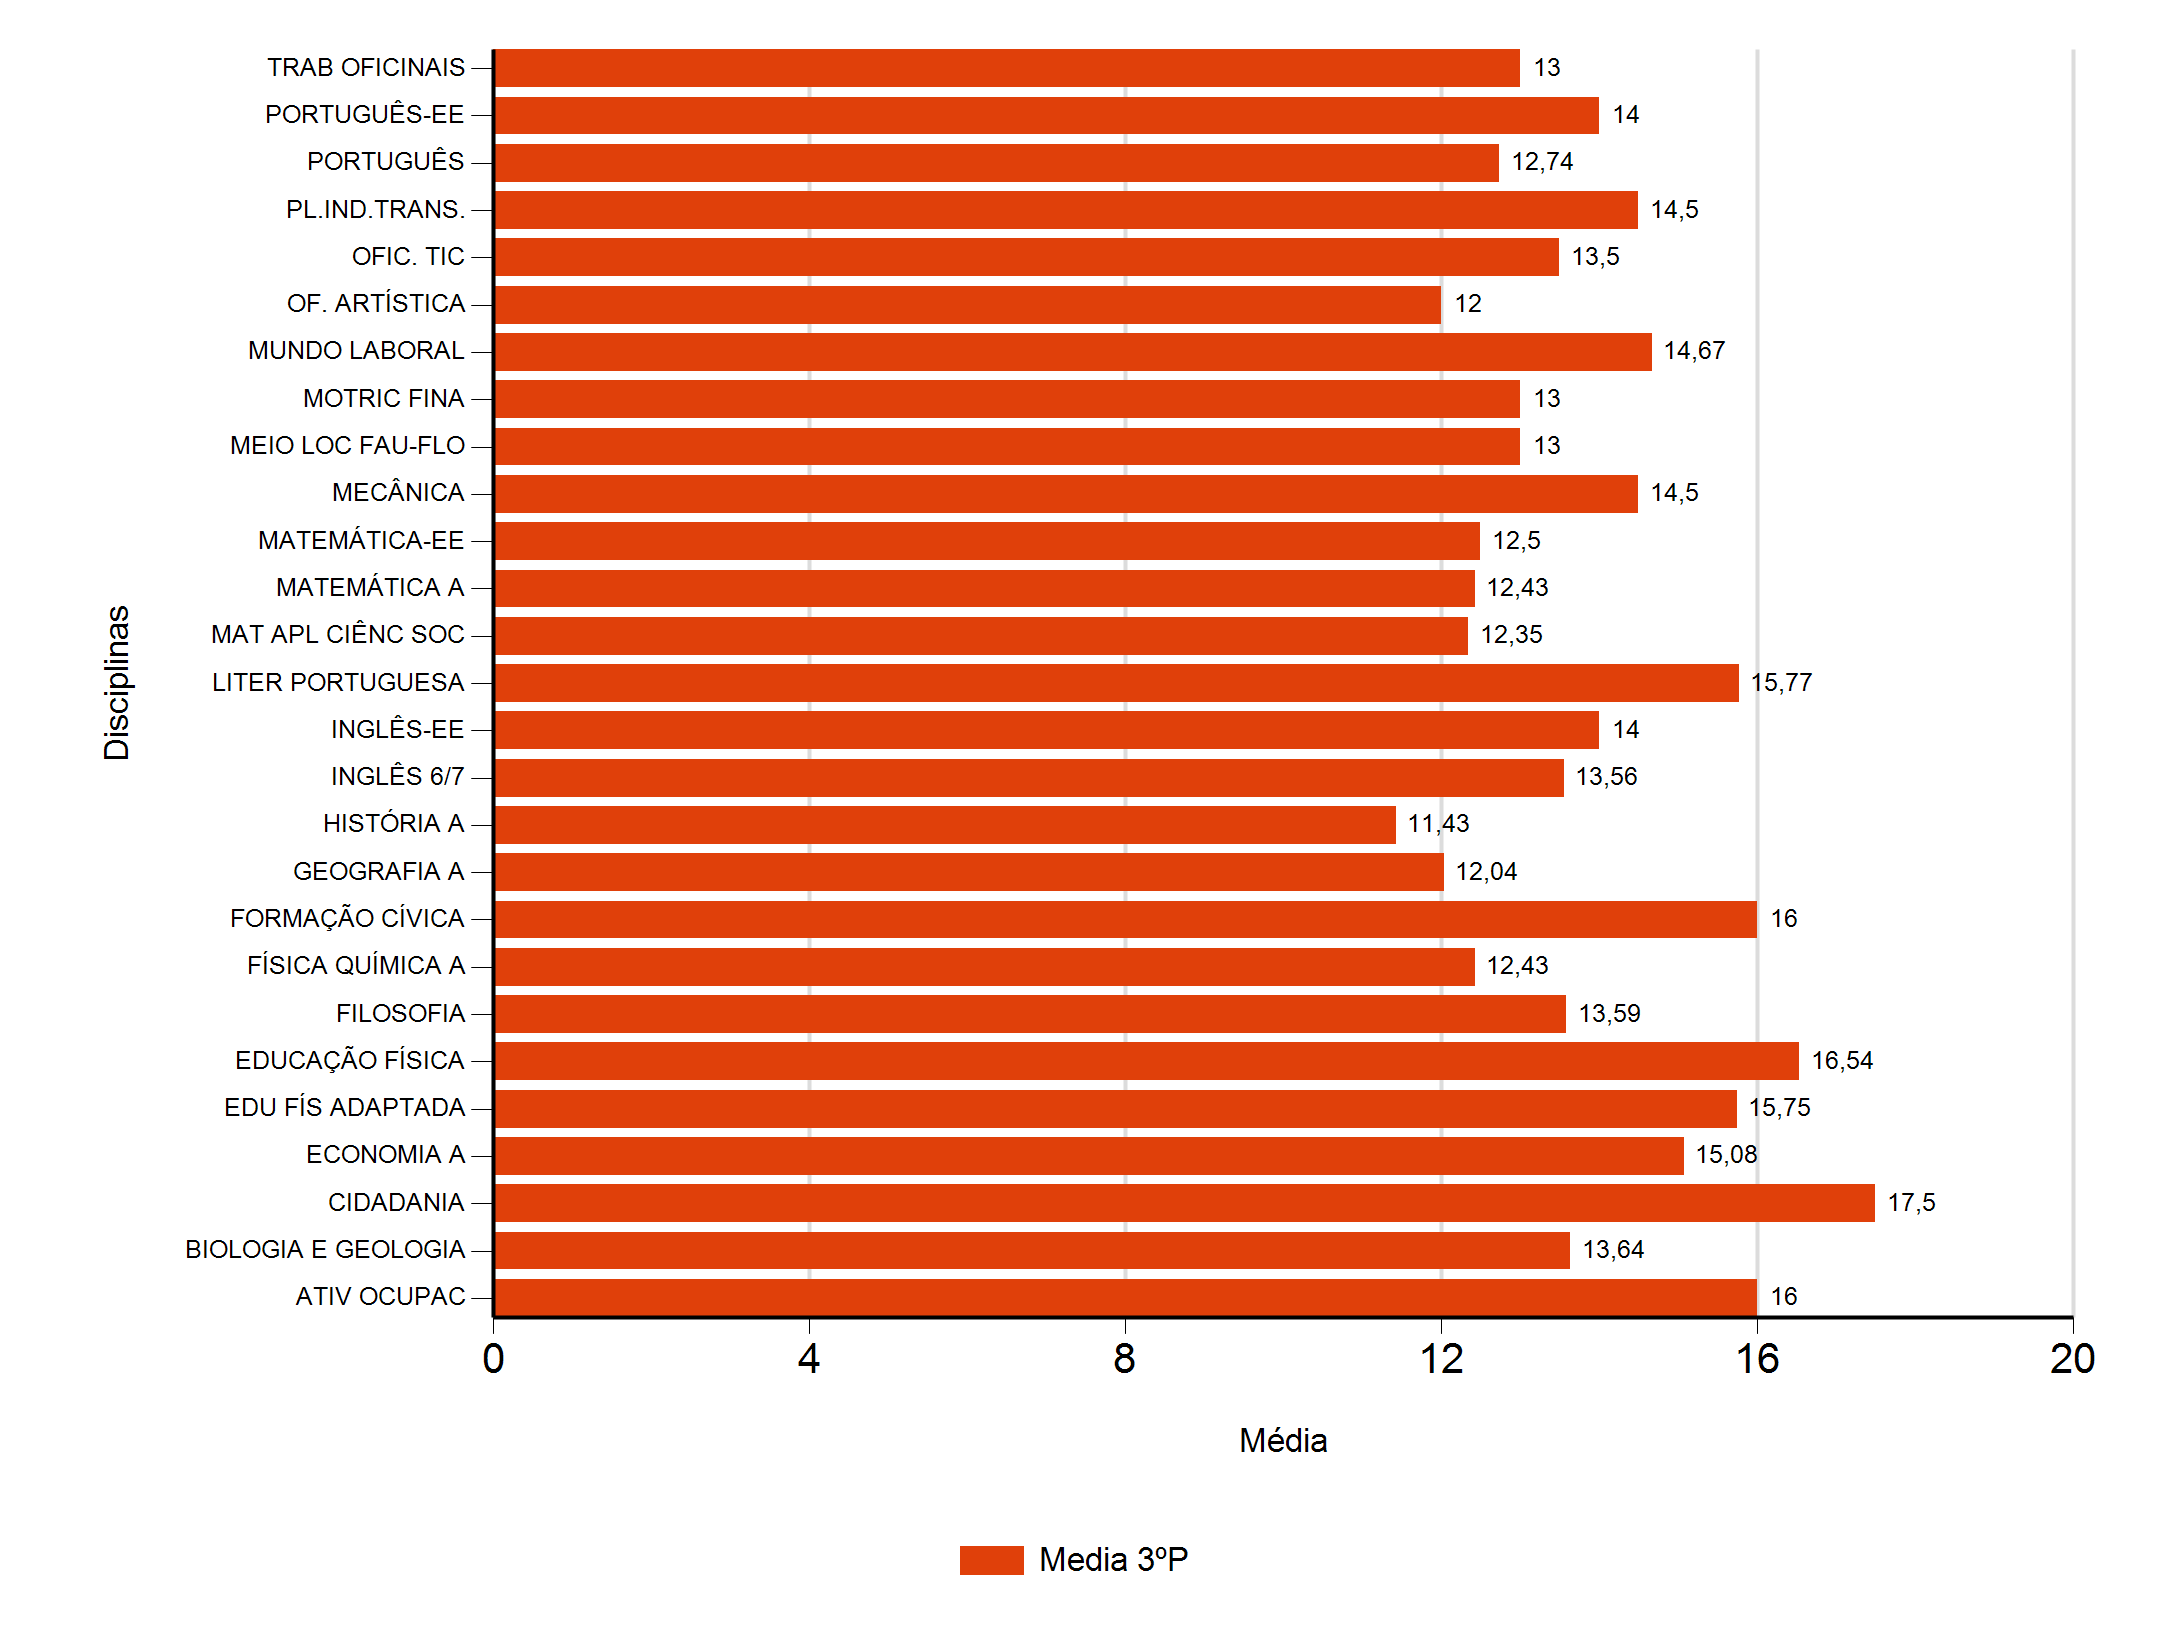 TRAB OFICINAIS 13
PORTUGUÊS-EE 14
PORTUGUÊS 12,74
PL.IND.TRANS. 14,5
OFIC. TIC 13,5
OF. ARTÍSTICA 12
MUNDO LABORAL 14,67
MOTRIC FINA 13
MEIO LOC FAU-FLO 13
MECÂNICA 14,5
MATEMÁTICA-EE 12,5
MATEMÁTICA A 12,43
MAT APL CIÊNC SOC 12,35
LITER PORTUGUESA 15,77
INGLÊS-EE 14
INGLÊS 6/7 13,56
HISTÓRIA A 11,43
GEOGRAFIA A 12,04
FORMAÇÃO CÍVICA 16
FÍSICA QUÍMICA A 12,43
FILOSOFIA 13,59
EDUCAÇÃO FÍSICA 16,54
EDU FÍS ADAPTADA 15,75
ECONOMIA A 15,08
CIDADANIA 17,5
BIOLOGIA E GEOLOGIA 13,64
ATIV OCUPAC 16
Disciplinas
0 4 8 12 16 20
Média
Media 3ºP